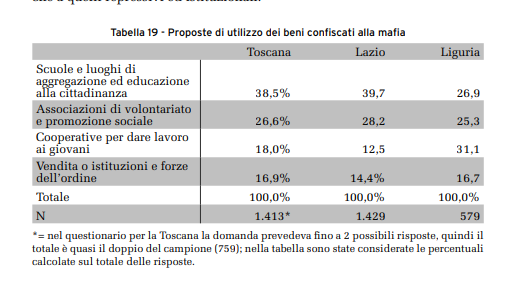 Tabella 19 - Proposte di utilizzo dei beni confiscati alla mafia
Toscana Lazio Liguria
Scuole e luoghi di
aggregazione ed educazione
alla cittadinanza 38,5% 39,7 26,9
Associazioni di volontariato
e promozione sociale 26,6% 28,2 25,3
Cooperative per dare lavoro
ai giovani 18,0% 12,5 31,1
Vendita o istituzioni e forze
dell'ordine 16,9% 14,4% 16,7
Totale 100,0% 100,0% 100,0%
N 1.413* 1.429 579
*= nel questionario per la Toscana la domanda prevedeva fino a 2 possibili risposte, quindi il
totale è quasi il doppio del campione (759); nella tabella sono state considerate le percentuali
calcolate sul totale delle risposte.